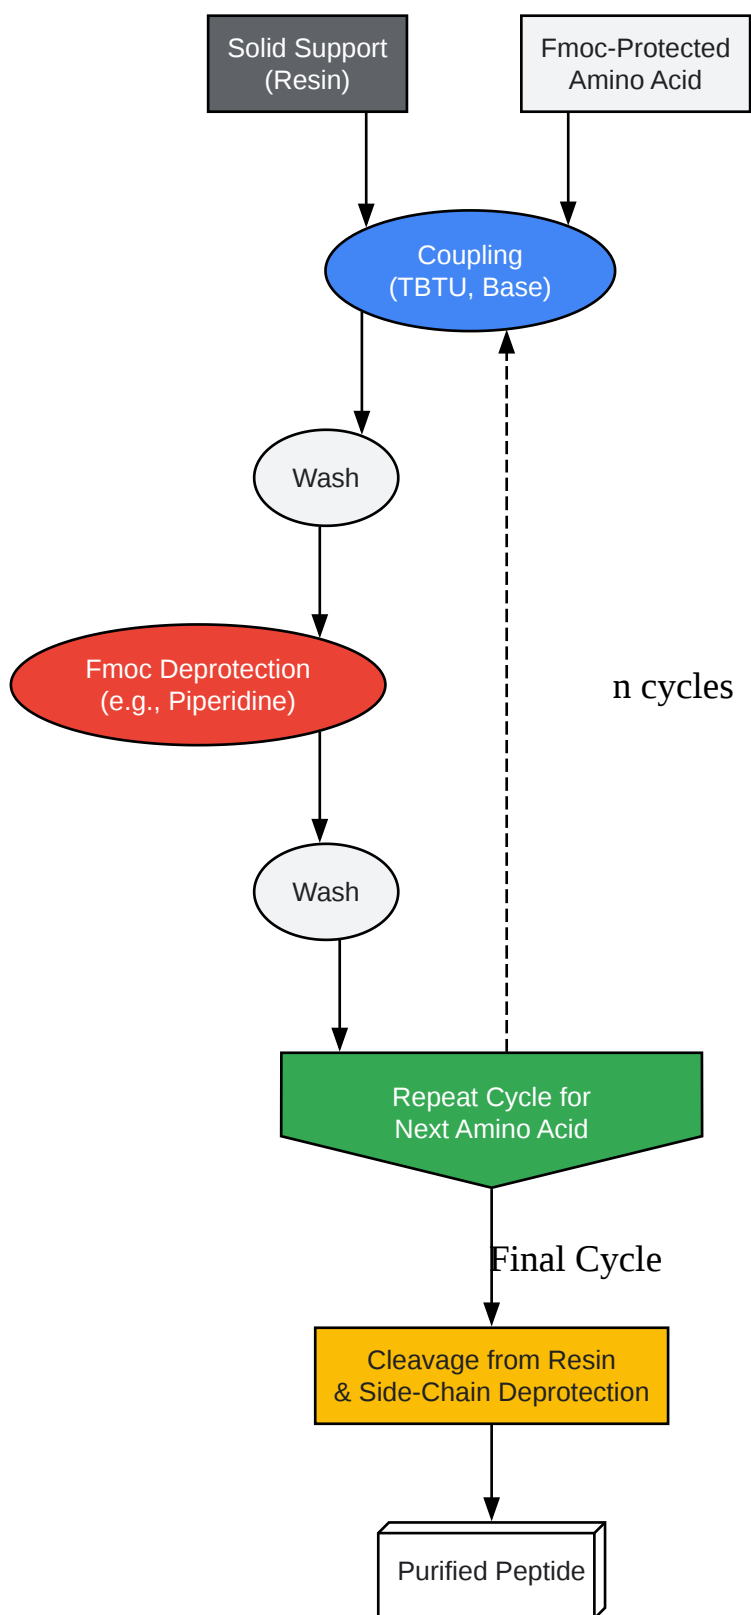 Solid Support
(Resin)
Fmoc-Protected
Amino Acid
Coupling
(TBTU, Base)
Wash
Fmoc Deprotection
(e.g., Piperidine)
n cycles
Wash
Repeat Cycle for
Next Amino Acid
Final Cycle
Cleavage from Resin
& Side-Chain Deprotection
Purified Peptide